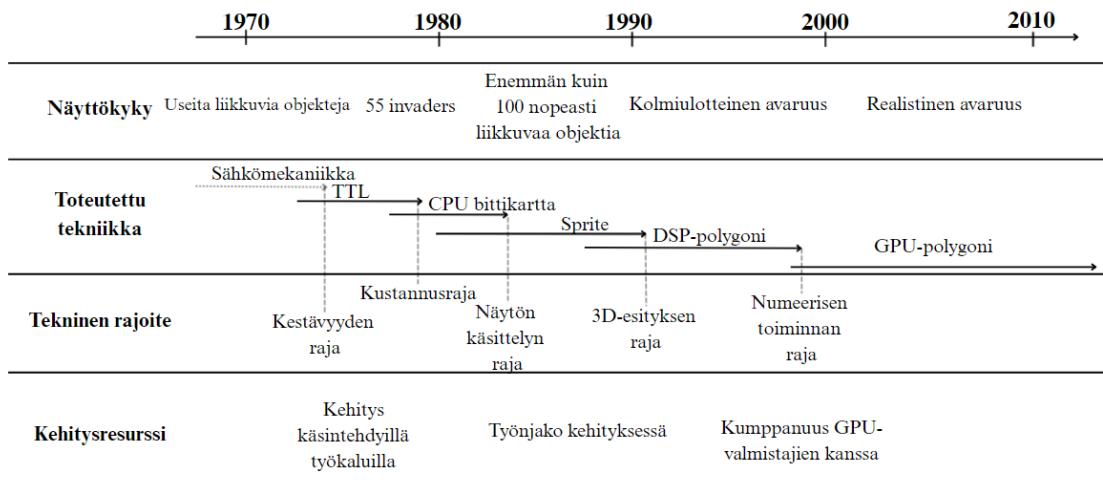 1970 1980 1990 2000 2010
Näyttökyky
Useita liikkuvia objekteja
55 invaders
Enemmän kuin
100 nopeasti
liikkuvaa objektia
Kolmiulotteinen avaruus
Realistinen avaruus
Toteutettu
tekniikka
Sähkömekaniikka
TTL
CPU bittikartta
Sprite
DSP-polygoni
GPU-polygoni
Tekninen rajoite
Kestävyyden
raja
Kustannusraja
Näytön
käsittelyn
raja
3D-esityksen
raja
Numeerisen
toiminnan
raja
Kehitysresurssi
Kehitys
käsintehdyillä
työkaluilla
Työnjako kehityksessä
Kumppanuus GPU-
valmistajien kanssa